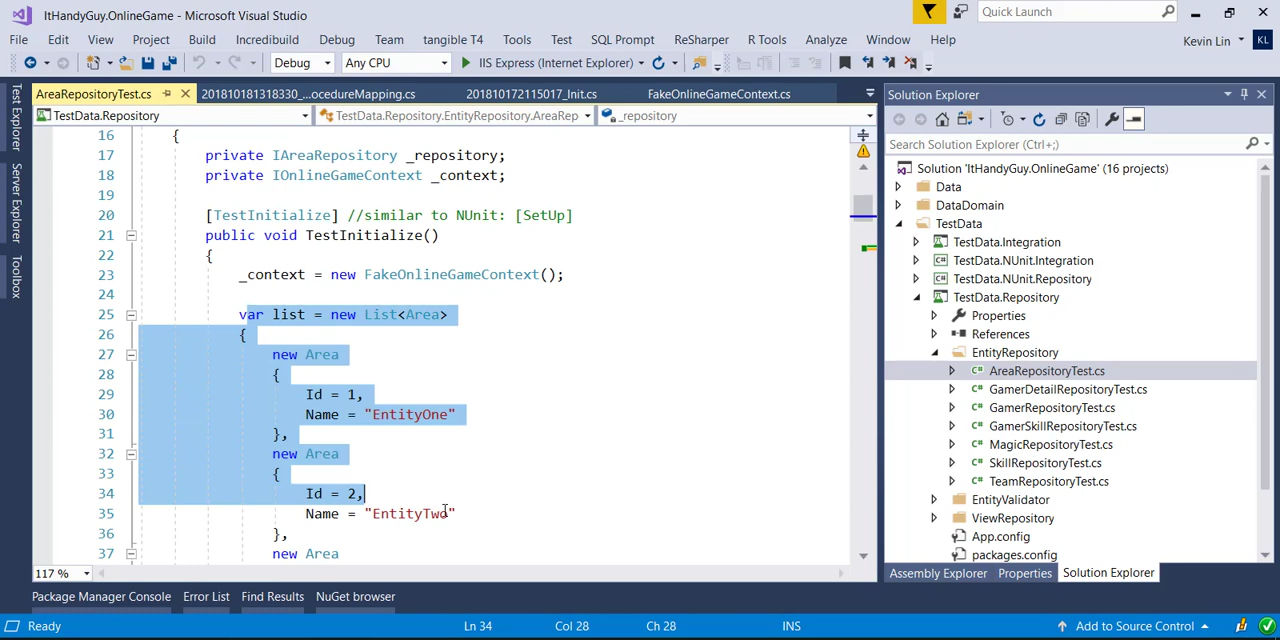 ItHandyGuy.OnlineGame - Microsoft Visual Studio
Quick Launch
File Edit View Project Build Incredibuild Debug Team tangible T4 Tools Test SQL Prompt ReSharper R Tools Analyze Window Help
Kevin Lin KL
Debug Any CPU IIS Express (Internet Explorer)
Test Explorer
Server Explorer
Toolbox
AreaRepositoryTest.cs 201810181318330_...ocedureMapping.cs 201810172115017_Init.cs FakeOnlineGameContext.cs
TestData.Repository TestData.Repository.EntityRepository.AreaRep _repository
16 {
17 private IAreaRepository _repository;
18 private IOnlineGameContext _context;
19
20 [TestInitialize] //similar to NUnit: [SetUp]
21 public void TestInitialize()
22 {
23 _context = new FakeOnlineGameContext();
24
25 var list = new List<Area>
26 {
27 new Area
28 {
29 Id = 1,
30 Name = "EntityOne"
31 },
32 new Area
33 {
34 Id = 2,
35 Name = "EntityTwo"
36 },
37 new Area
117 %
Solution Explorer
Search Solution Explorer (Ctrl+;)
Solution 'ItHandyGuy.OnlineGame' (16 projects)
Data
DataDomain
TestData
TestData.Integration
TestData.NUnit.Integration
TestData.NUnit.Repository
TestData.Repository
Properties
References
EntityRepository
C# AreaRepositoryTest.cs
C# GamerDetailRepositoryTest.cs
C# GamerRepositoryTest.cs
C# GamerSkillRepositoryTest.cs
C# MagicRepositoryTest.cs
C# SkillRepositoryTest.cs
C# TeamRepositoryTest.cs
EntityValidator
ViewRepository
App.config
packages.config
Assembly Explorer Properties Solution Explorer
Package Manager Console Error List Find Results NuGet browser
Ready Ln 34 Col 28 Ch 28 INS Add to Source Control